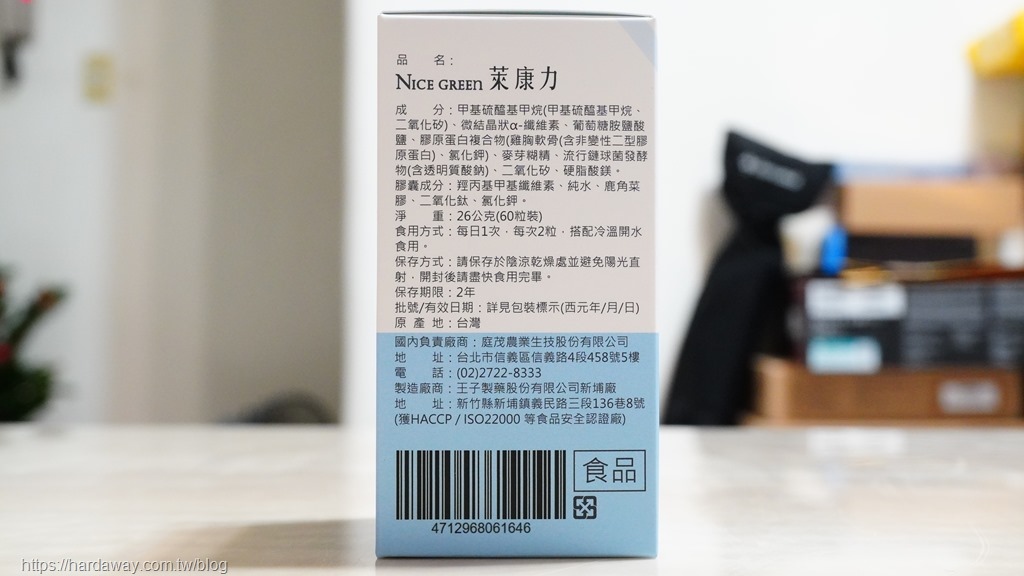 品　　名：
NICE GREEN 萊康力
成　　分：甲基硫醯基甲烷(甲基硫醯基甲烷、
二氧化矽)、微結晶狀α-纖維素、葡萄糖胺鹽酸
鹽、膠原蛋白複合物(雞胸軟骨(含非變性二型膠
原蛋白)、氯化鉀)、麥芽糊精、流行鏈球菌發酵
物(含透明質酸鈉)、二氧化矽、硬脂酸鎂。
膠囊成分：羥丙基甲基纖維素、純水、鹿角菜
膠、二氧化鈦、氯化鉀。
淨　　重：26公克(60粒裝)
食用方式：每日1次，每次2粒，搭配冷溫開水
食用。
保存方式：請保存於陰涼乾燥處並避免陽光直
射，開封後請盡快食用完畢。
保存期限：2年
批號/有效日期：詳見包裝標示(西元年/月/日)
原 產 地：台灣
國內負責廠商：庭茂農業生技股份有限公司
地　　址：台北市信義區信義路4段458號5樓
電　　話：(02)2722-8333
製造廠商：王子製藥股份有限公司新埔廠
地　　址：新竹縣新埔鎮義民路三段136巷8號
(獲HACCP / ISO22000 等食品安全認證廠)
食品
4712968061646
https://hardaway.com.tw/blog